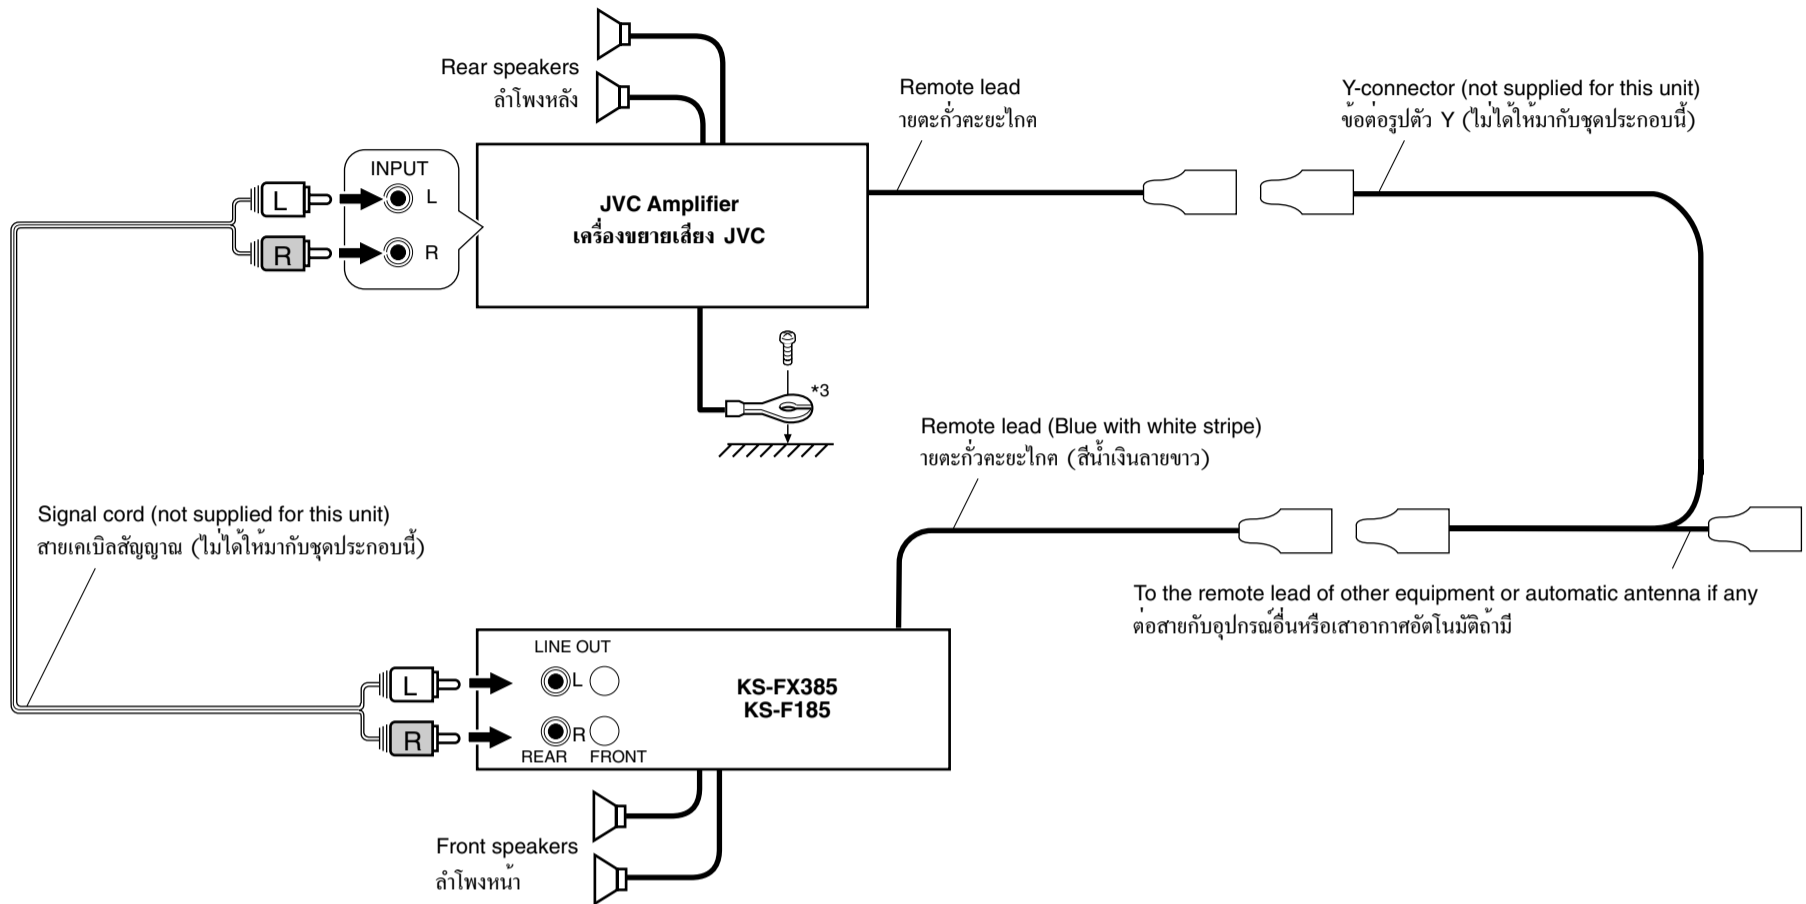 Rear speakers
ลำโพงหลัง
Remote lead
ายตะกั่วฅะยะไกฅ
Y-connector (not supplied for this unit)
ข้อต่อรูปตัว Y (ไม่ได้ให้มากับชุดประกอบนี้)
INPUT
L
L
R
R
JVC Amplifier
เครื่องขยายเสียง JVC
*3
Remote lead (Blue with white stripe)
ายตะกั่วฅะยะไกฅ (สีน้ำเงินลายขาว)
Signal cord (not supplied for this unit)
สายเคเบิลสัญญาณ (ไม่ได้ให้มากับชุดประกอบนี้)
To the remote lead of other equipment or automatic antenna if any
ต่อสายกับอุปกรณ์อื่นหรือเสาอากาศอัตโนมัติถ้ามี
LINE OUT
L
L
R
R
REAR FRONT
KS-FX385
KS-F185
Front speakers
ลำโพงหน้า